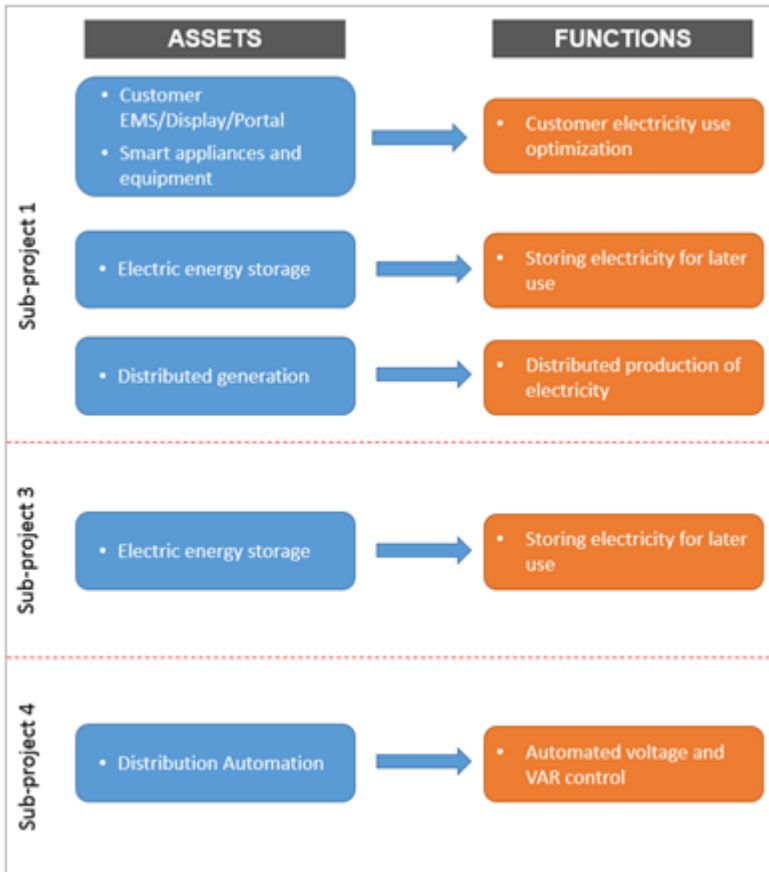 ASSETS
FUNCTIONS
Sub-project 1
• Customer
EMS/Display/Portal
• Smart appliances and
equipment
• Customer electricity use
optimization
• Electric energy storage
• Storing electricity for later
use
• Distributed generation
• Distributed production of
electricity
Sub-project 3
• Electric energy storage
• Storing electricity for later
use
Sub-project 4
• Distribution Automation
• Automated voltage and
VAR control